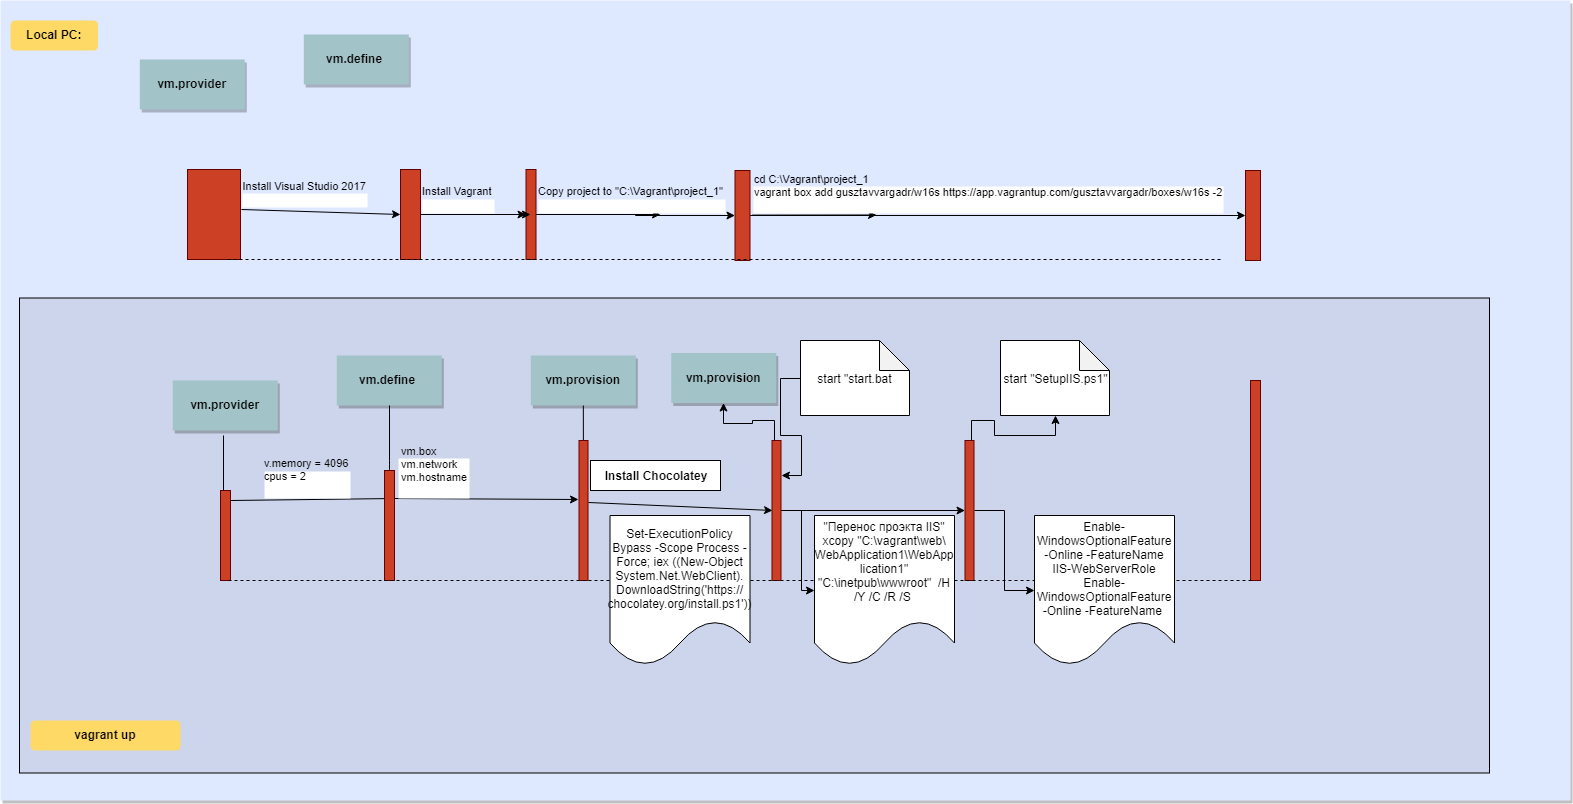 Local PC:
vm.define
vm.provider
Install Visual Studio 2017
Install Vagrant
Copy project to "C:\Vagrant\project_1"
cd C:\Vagrant\project_1
vagrant box add gusztavvargadr/w16s https://app.vagrantup.com/gusztavvargadr/boxes/w16s -2
vm.provider
vm.define
vm.provision
vm.provision
start "start.bat
start "SetupIIS.ps1"
v.memory = 4096
cpus = 2
vm.box
vm.network
vm.hostname
Install Chocolatey
Set-ExecutionPolicy
Bypass -Scope Process -
Force; iex ((New-Object
System.Net.WebClient).
DownloadString('https://
chocolatey.org/install.ps1'))
"Перенос проэкта IIS"
xcopy "C:\vagrant\web\
WebApplication1\WebApp
lication1"
"C:\inetpub\wwwroot" /H
/Y /C /R /S
Enable-
WindowsOptionalFeature
-Online -FeatureName
IIS-WebServerRole
Enable-
WindowsOptionalFeature
-Online -FeatureName
vagrant up